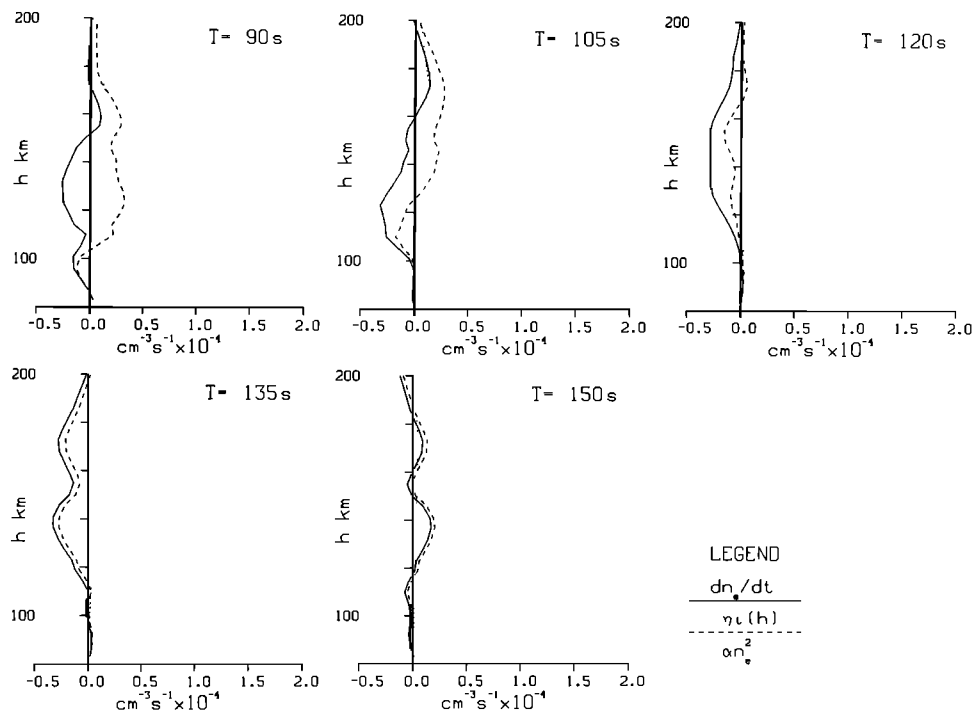 200
T= 90s
h km
100
-0.5 0.0 0.5 1.0 1.5 2.0
cm⁻³s⁻¹×10⁻⁴
200
T= 105s
h km
100
-0.5 0.0 0.5 1.0 1.5 2.0
cm⁻³s⁻¹×10⁻⁴
200
T= 120s
h km
100
-0.5 0.0 0.5 1.0 1.5 2.0
cm⁻³s⁻¹×10⁻⁴
200
T= 135s
h km
100
-0.5 0.0 0.5 1.0 1.5 2.0
cm⁻³s⁻¹×10⁻⁴
200
T= 150s
h km
100
-0.5 0.0 0.5 1.0 1.5 2.0
cm⁻³s⁻¹×10⁻⁴
LEGEND
dnₑ/dt
ηι(h)
αnₑ²